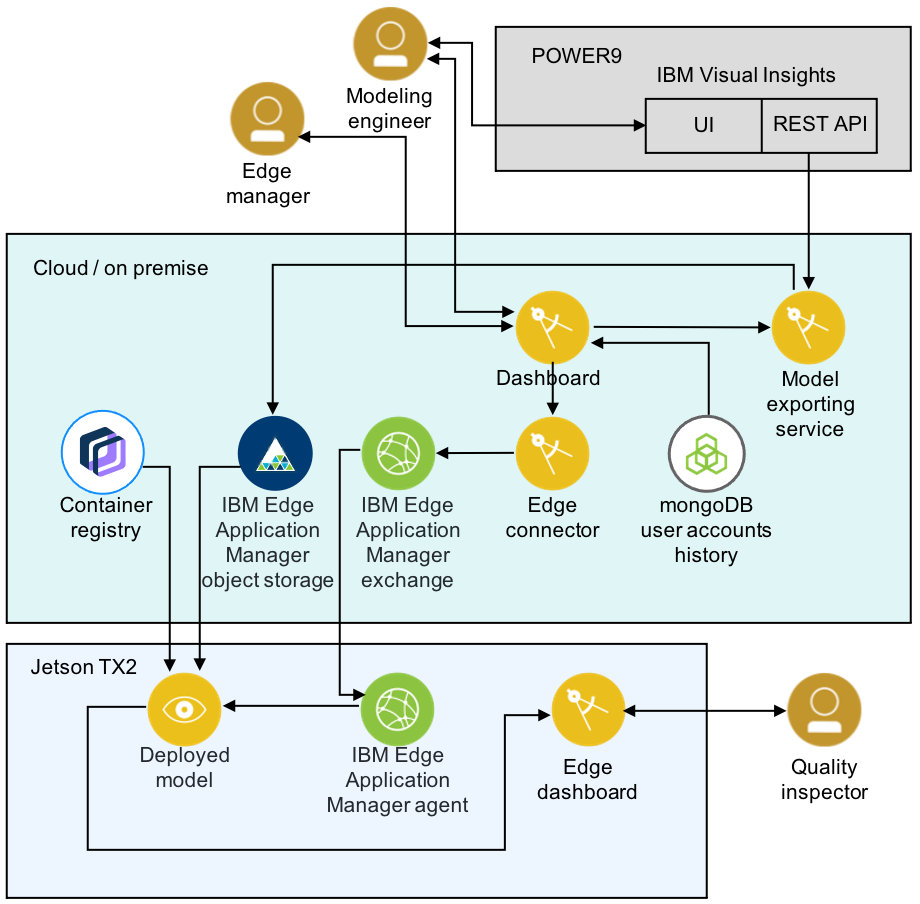 POWER9
IBM Visual Insights
UI
REST API
Modeling
engineer
Edge
manager
Cloud / on premise
Dashboard
Model
exporting
service
Container
registry
IBM Edge
Application
Manager
object storage
IBM Edge
Application
Manager
exchange
Edge
connector
mongoDB
user accounts
history
Jetson TX2
Deployed
model
IBM Edge
Application
Manager agent
Edge
dashboard
Quality
inspector